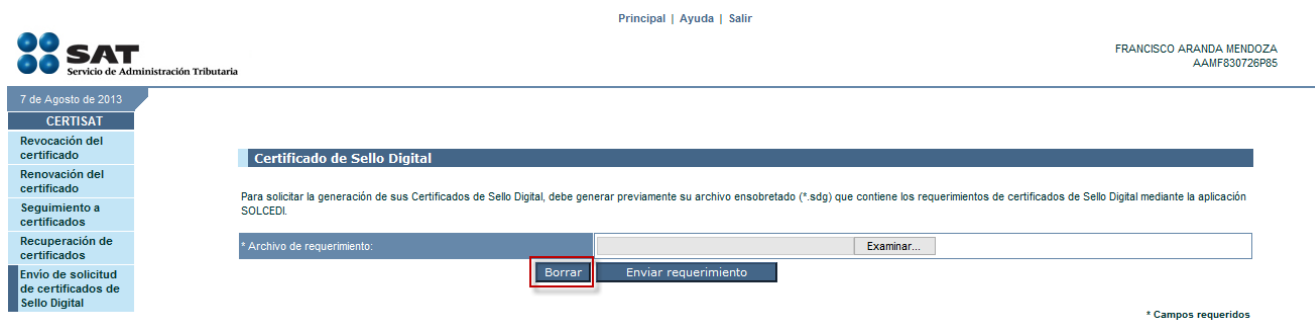 Principal | Ayuda | Salir
SAT
Servicio de Administración Tributaria
FRANCISCO ARANDA MENDOZA
AAMF830726P85
7 de Agosto de 2013
CERTISAT
Revocación del
certificado
Renovación del
certificado
Seguimiento a
certificados
Recuperación de
certificados
Envío de solicitud
de certificados de
Sello Digital
Certificado de Sello Digital
Para solicitar la generación de sus Certificados de Sello Digital, debe generar previamente su archivo ensobretado (*.sdg) que contiene los requerimientos de certificados de Sello Digital mediante la aplicación
SOLCEDI.
* Archivo de requerimiento:
Examinar...
Borrar
Enviar requerimiento
* Campos requeridos